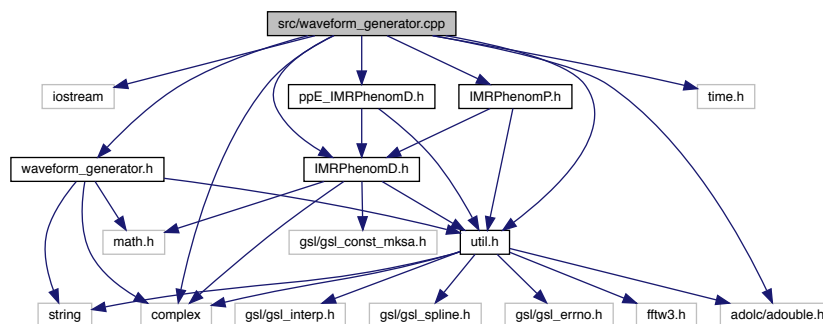 src/waveform_generator.cpp
iostream
ppE_IMRPhenomD.h
IMRPhenomP.h
time.h
waveform_generator.h
IMRPhenomD.h
math.h
gsl/gsl_const_mksa.h
util.h
string
complex
gsl/gsl_interp.h
gsl/gsl_spline.h
gsl/gsl_errno.h
fftw3.h
adolc/adouble.h